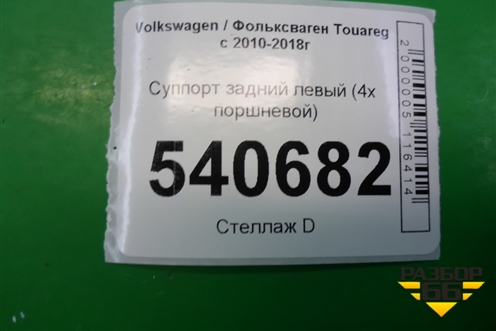 Volkswagen / Фольксваген Touareg
с 2010-2018г
Суппорт задний левый (4х
поршневой)
540682
Стеллаж D
2000005116414
РАЗБОР
66